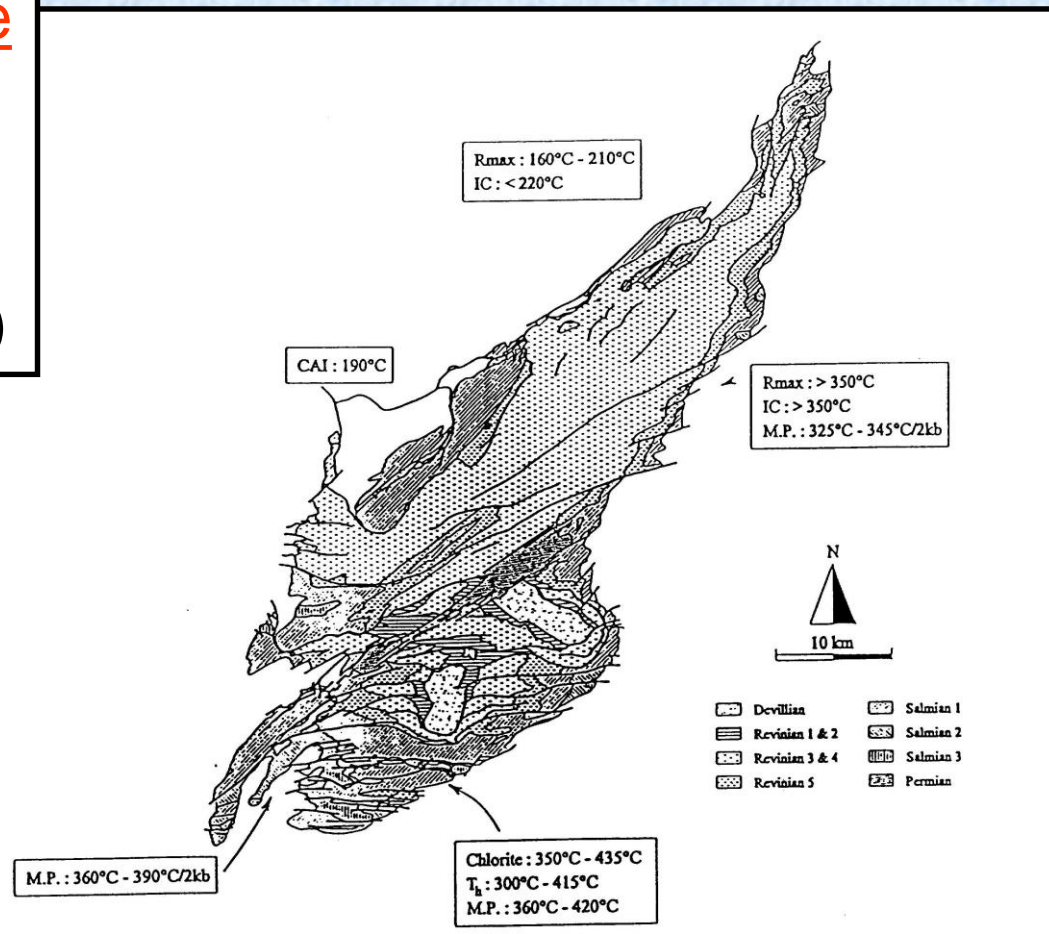 e
)
Rmax : 160°C - 210°C
IC : < 220°C
CAI : 190°C
Rmax : > 350°C
IC : > 350°C
M.P. : 325°C - 345°C/2kb
N
10 km
Devillian
Revinian 1 & 2
Revinian 3 & 4
Revinian 5
Salmian 1
Salmian 2
Salmian 3
Permian
M.P. : 360°C - 390°C/2kb
Chlorite : 350°C - 435°C
Th : 300°C - 415°C
M.P. : 360°C - 420°C